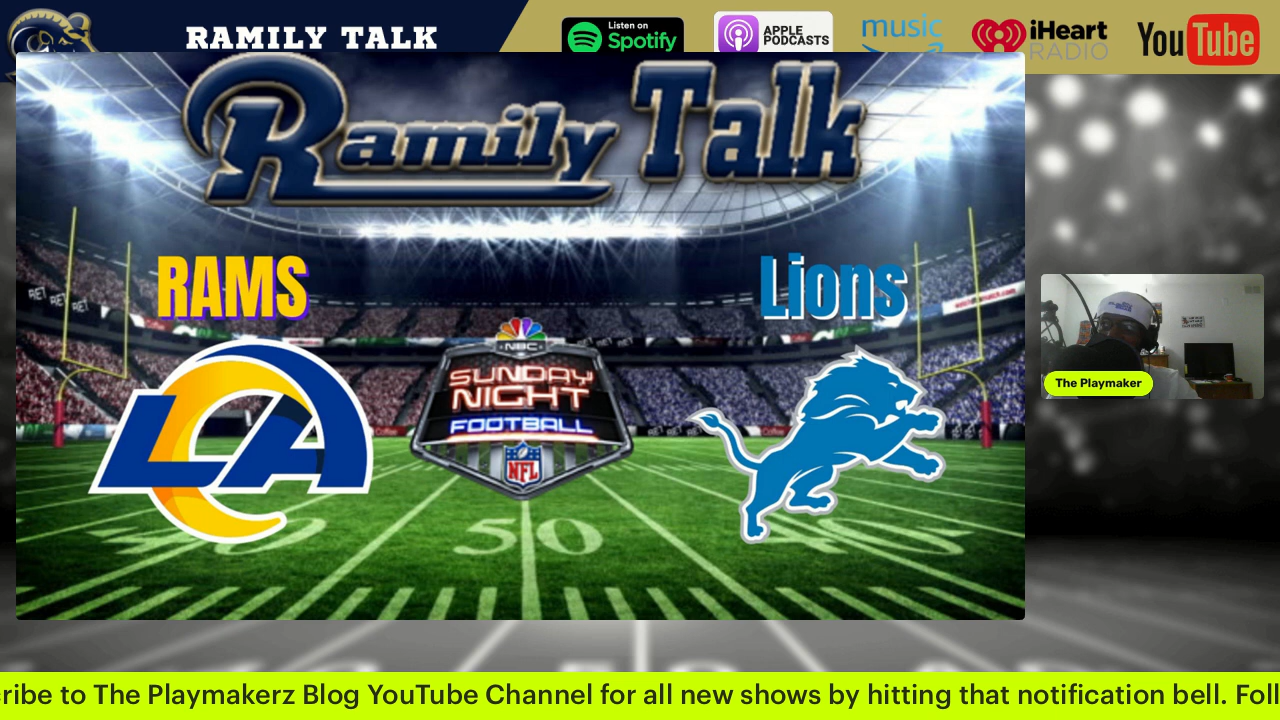 RAMILY TALK
Listen on
Spotify
APPLE
PODCASTS
music
iHeart
RADIO
YouTube
Ramily Talk
RAMS
Lions
NBC
SUNDAY
NIGHT
FOOTBALL
NFL
LA
50
The Playmaker
cribe to The Playmakerz Blog YouTube Channel for all new shows by hitting that notification bell. Foll